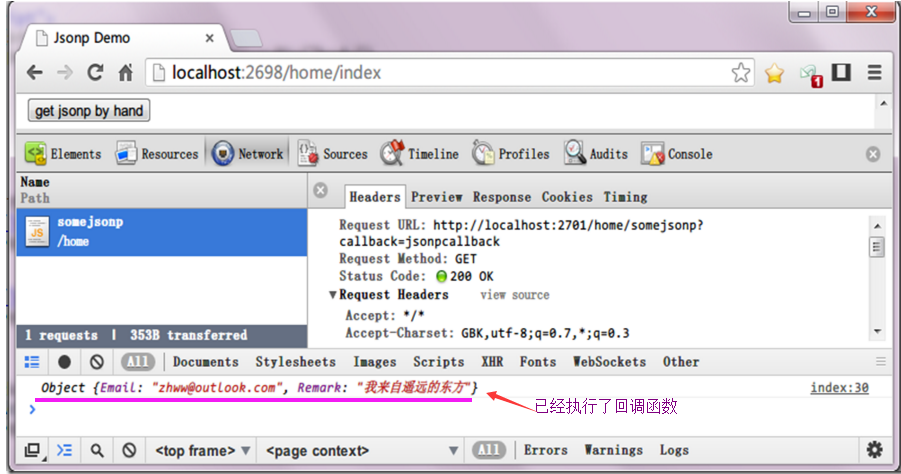 Jsonp Demo
localhost:2698/home/index
1
get jsonp by hand
Elements Resources Network Sources Timeline Profiles Audits Console
Name
Path
Headers Preview Response Cookies Timing
JS
somejsonp
/home
Request URL: http://localhost:2701/home/somejsonp?
callback=jsonpcallback
Request Method: GET
Status Code: 200 OK
Request Headers view source
Accept: */*
Accept-Charset: GBK,utf-8;q=0.7,*;q=0.3
1 requests | 353B transferred
All Documents Stylesheets Images Scripts XHR Fonts WebSockets Other
Object {Email: "zhww@outlook.com", Remark: "我来自遥远的东方"} index:30
已经执行了回调函数
<top frame> <page context> All Errors Warnings Logs